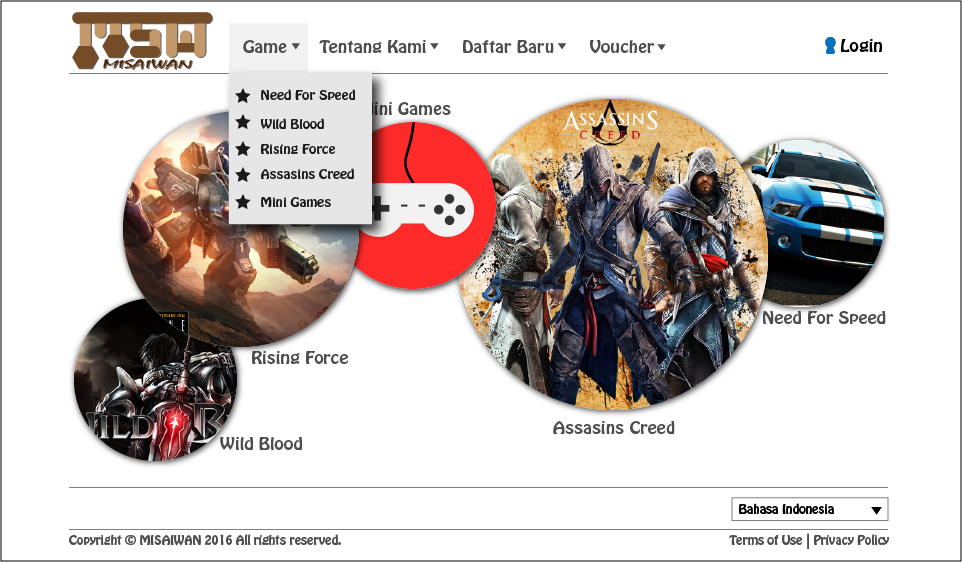 MSW
MISAIWAN
Game
Tentang Kami
Daftar Baru
Voucher
Login
Need For Speed
Wild Blood
Rising Force
Assasins Creed
Mini Games
ini Games
ASSASSINS
CREED
Need For Speed
Rising Force
Assasins Creed
WILD B
Wild Blood
Bahasa Indonesia
Copyright © MISAIWAN 2016 All rights reserved.
Terms of Use | Privacy Policy